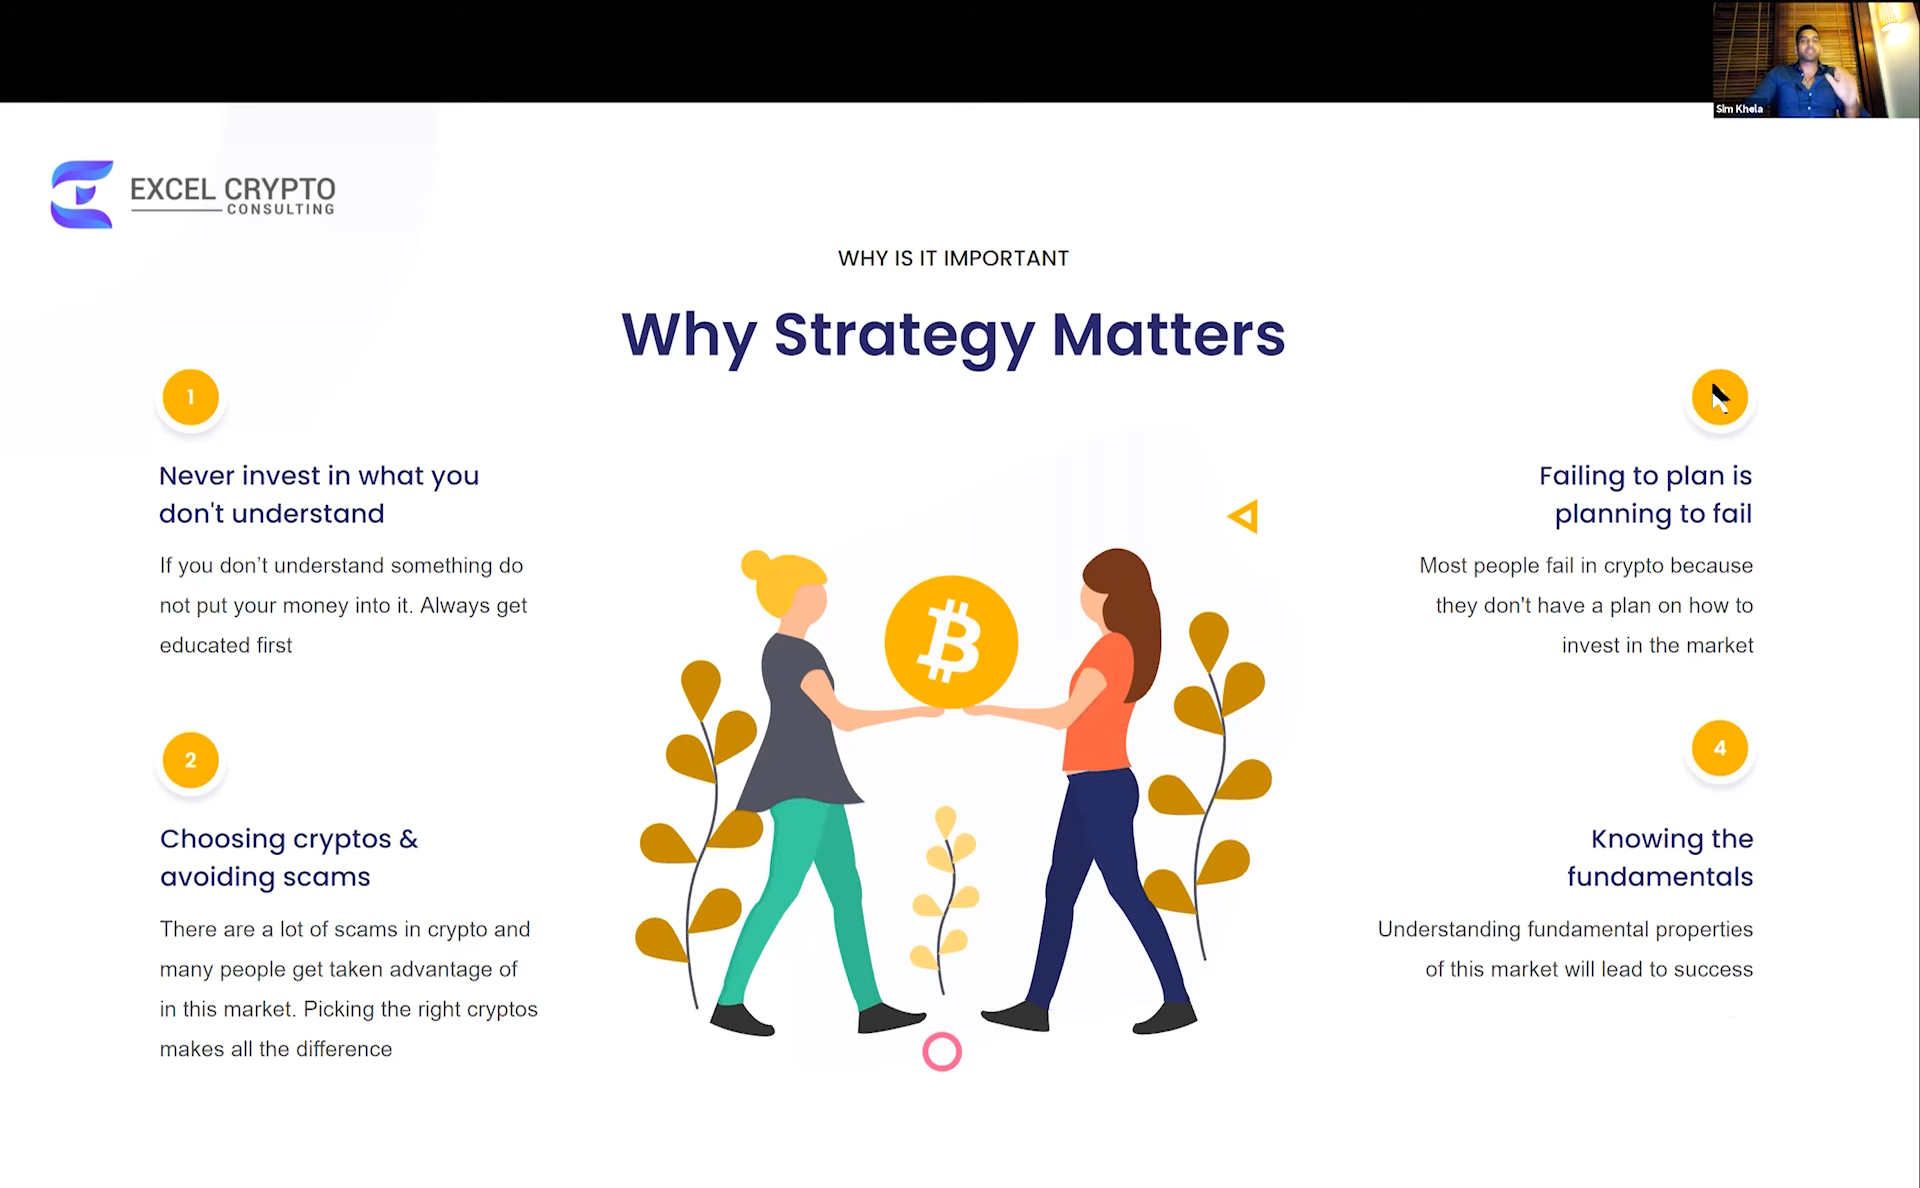 Sim Khela
EXCEL CRYPTO
CONSULTING
WHY IS IT IMPORTANT
Why Strategy Matters
1
Never invest in what you
don't understand
If you don’t understand something do
not put your money into it. Always get
educated first
2
Choosing cryptos &
avoiding scams
There are a lot of scams in crypto and
many people get taken advantage of
in this market. Picking the right cryptos
makes all the difference
Failing to plan is
planning to fail
Most people fail in crypto because
they don't have a plan on how to
invest in the market
4
Knowing the
fundamentals
Understanding fundamental properties
of this market will lead to success